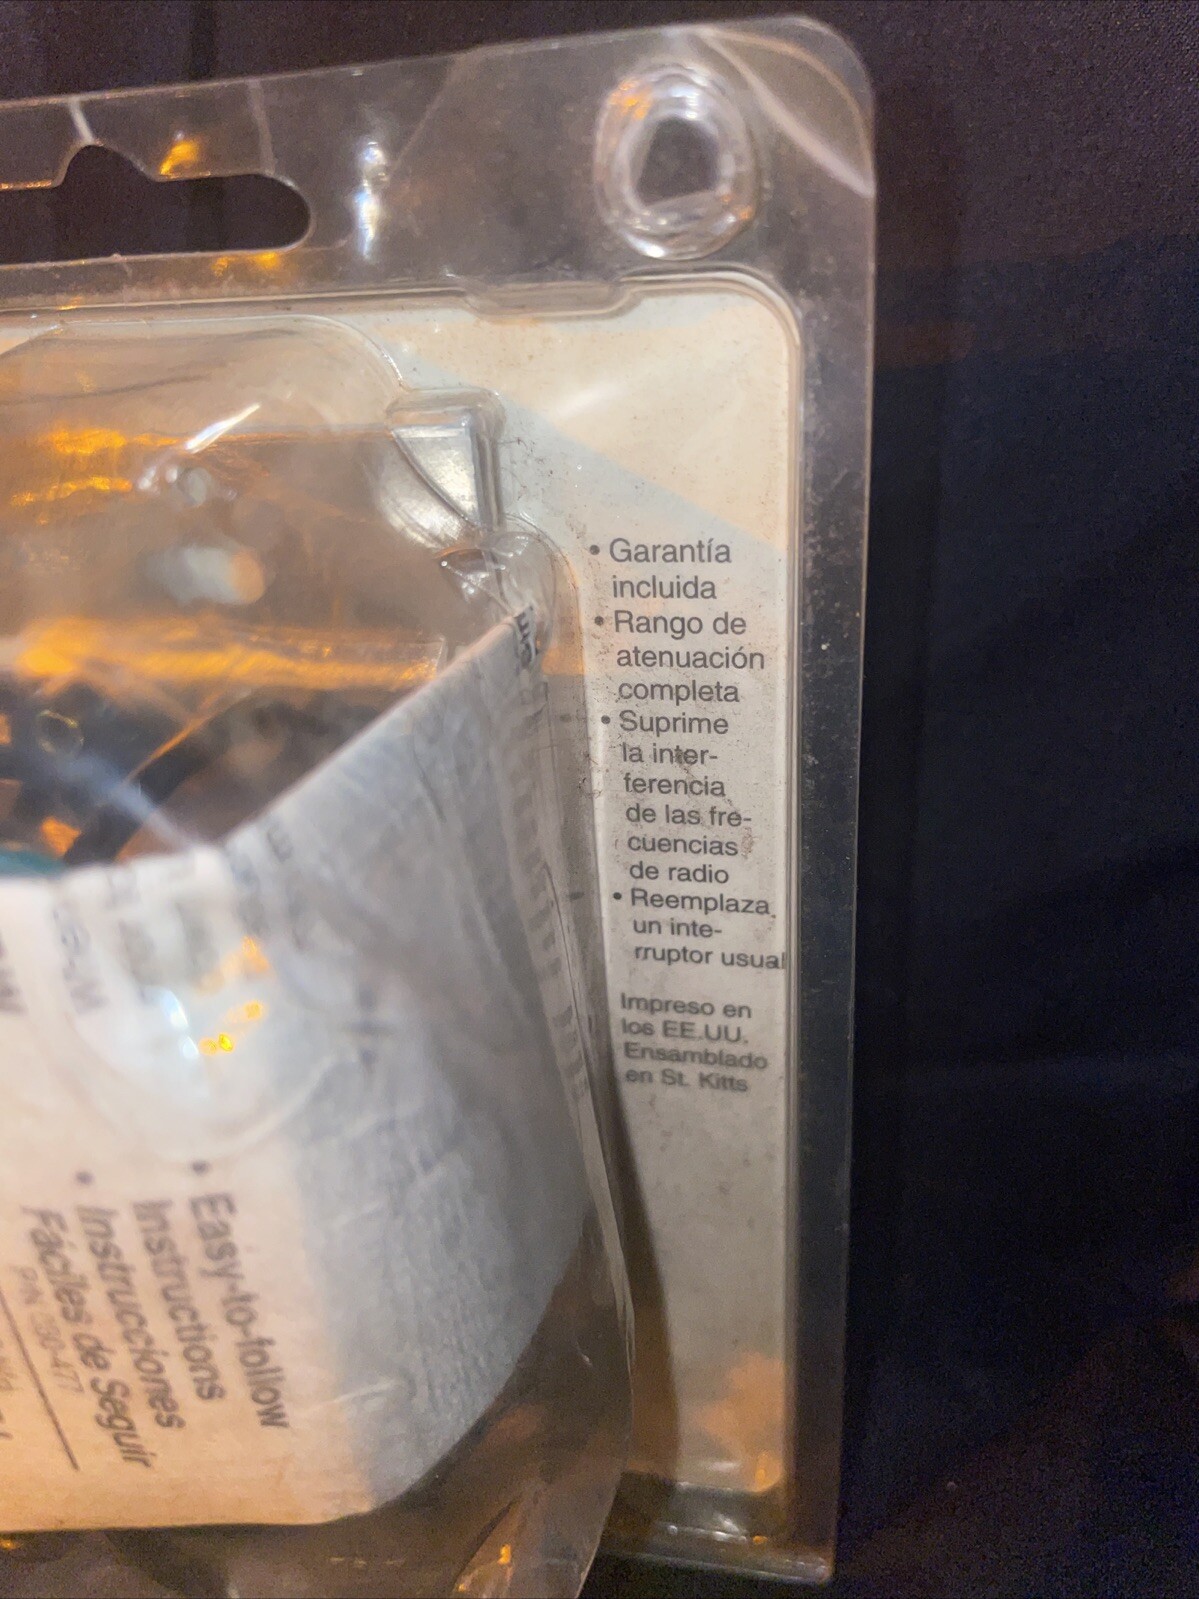 • Garantía
incluida
• Rango de
atenuación
completa
• Suprime
la inter-
ferencia
de las fre-
cuencias
de radio
• Reemplaza
un inte-
rruptor usual
Impreso en
los EE.UU.
Ensamblado
en St. Kitts
• Easy-to-follow
Instructions
• Instrucciones
Fáciles de Seguir